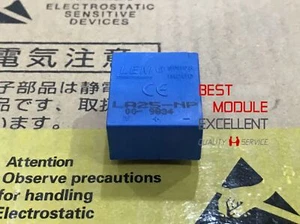 ELECTROSTATIC
SENSITIVE
DEVICES
電気注意
子部品は静電
です、取扱
LEM
CE
LA25-NP
BEST
MODULE
EXCELLENT
QUALITY SERVICE
Attention
Observe precautions
for handling
Electrostatic